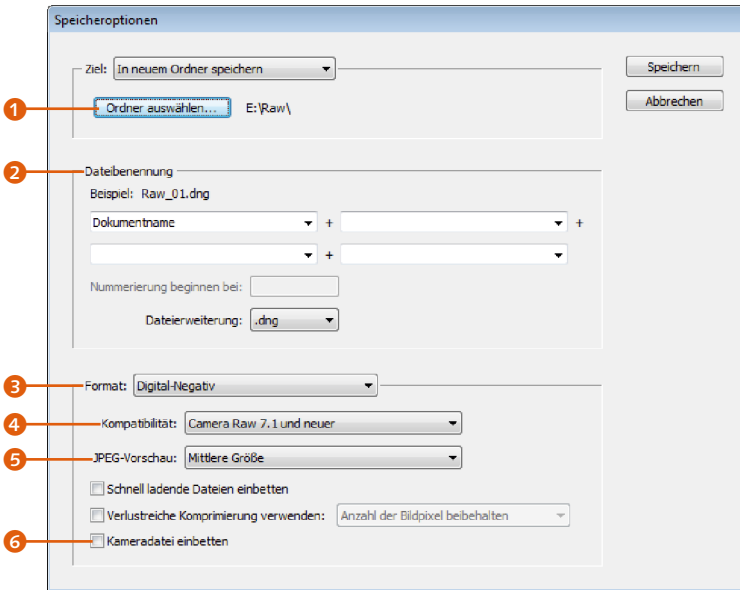 Speicheroptionen
Ziel: In neuem Ordner speichern
Speichern
1 Ordner auswählen... E:\Raw\
Abbrechen
2 Dateibenennung
Beispiel: Raw_01.dng
Dokumentname + +
+
Nummerierung beginnen bei:
Dateierweiterung: .dng
3 Format: Digital-Negativ
4 Kompatibilität: Camera Raw 7.1 und neuer
5 JPEG-Vorschau: Mittlere Größe
Schnell ladende Dateien einbetten
Verlustreiche Komprimierung verwenden: Anzahl der Bildpixel beibehalten
6 Kameradatei einbetten